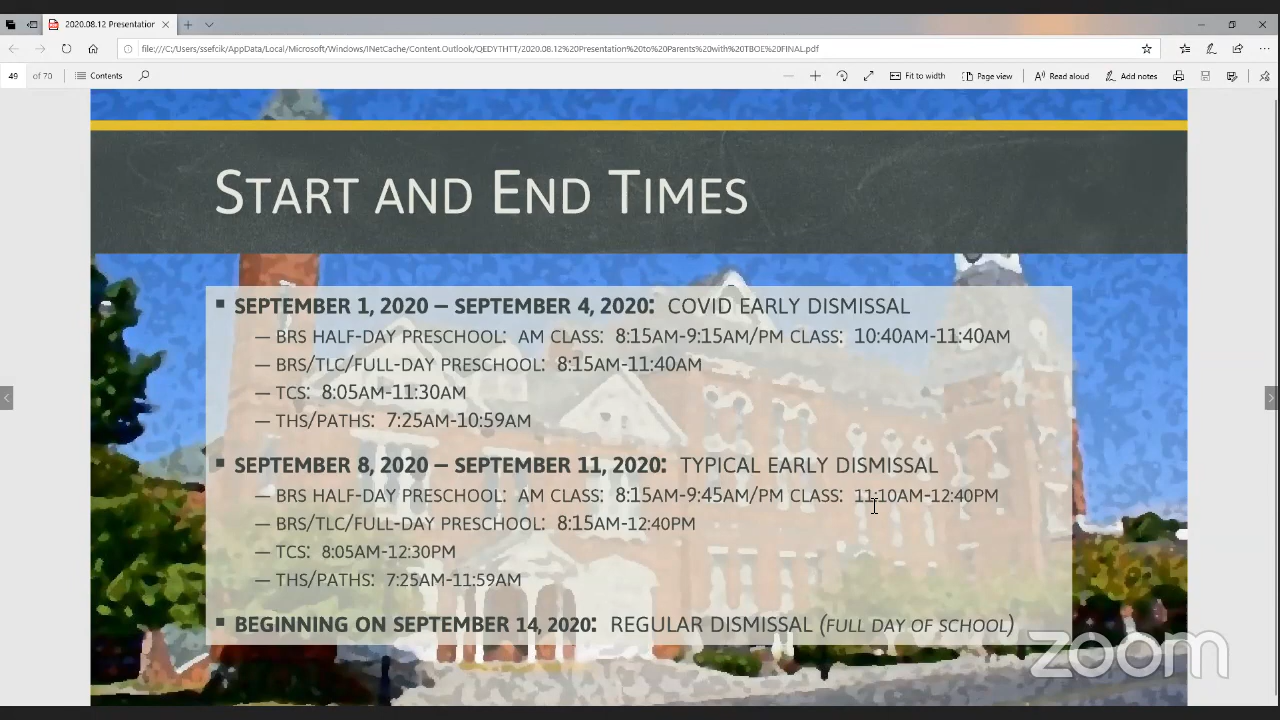 2020.08.12 Presentation
file:///C:/Users/ssefcik/AppData/Local/Microsoft/Windows/INetCache/Content.Outlook/QEDYTHTT/2020.08.12%20Presentation%20to%20Parents%20with%20TBOE%20FINAL.pdf
49 of 70 Contents Fit to width Page view Read aloud Add notes
START AND END TIMES
SEPTEMBER 1, 2020 – SEPTEMBER 4, 2020: COVID EARLY DISMISSAL
– BRS HALF-DAY PRESCHOOL: AM CLASS: 8:15AM-9:15AM/PM CLASS: 10:40AM-11:40AM
– BRS/TLC/FULL-DAY PRESCHOOL: 8:15AM-11:40AM
– TCS: 8:05AM-11:30AM
– THS/PATHS: 7:25AM-10:59AM
SEPTEMBER 8, 2020 – SEPTEMBER 11, 2020: TYPICAL EARLY DISMISSAL
– BRS HALF-DAY PRESCHOOL: AM CLASS: 8:15AM-9:45AM/PM CLASS: 11:10AM-12:40PM
– BRS/TLC/FULL-DAY PRESCHOOL: 8:15AM-12:40PM
– TCS: 8:05AM-12:30PM
– THS/PATHS: 7:25AM-11:59AM
BEGINNING ON SEPTEMBER 14, 2020: REGULAR DISMISSAL (FULL DAY OF SCHOOL)
zoom